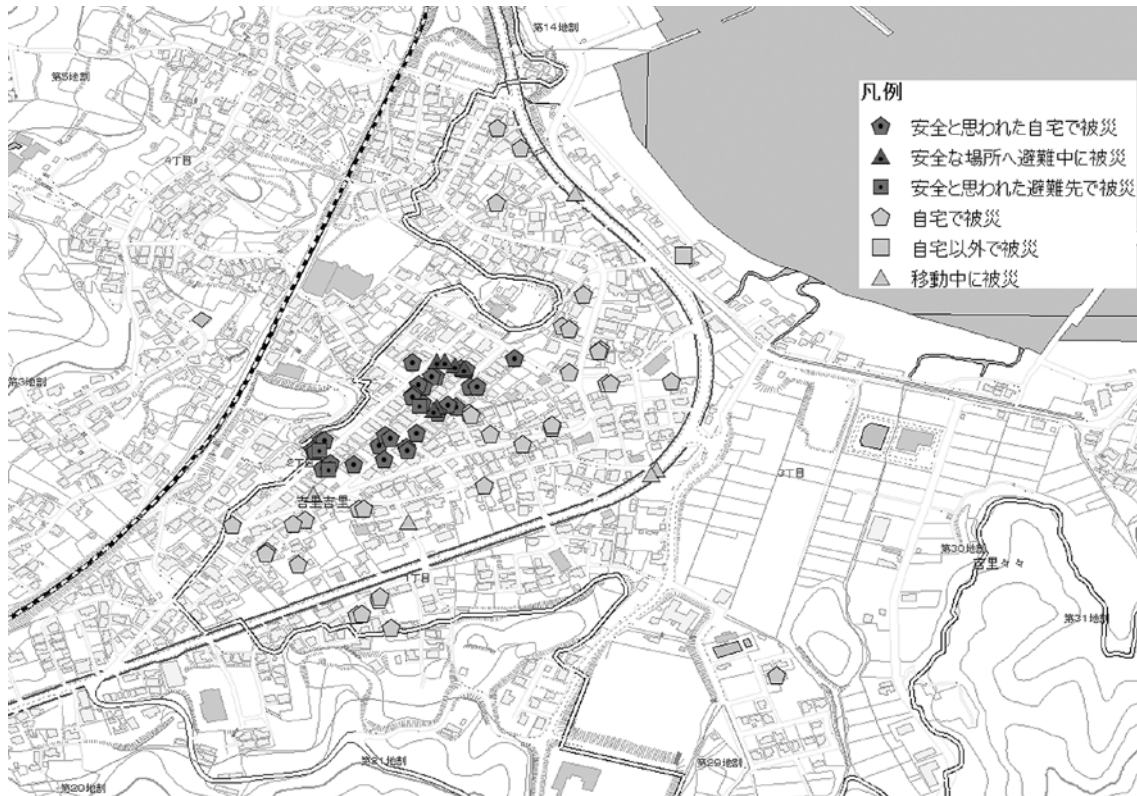 第14地割
第5地割
凡例
安全と思われた自宅で被災
安全な場所へ避難中に被災
安全と思われた避難先で被災
自宅で被災
自宅以外で被災
移動中に被災
4丁目
第3地割
2丁目
吉里吉里
3丁目
1丁目
第30地割
吉里々々
第31地割
第20地割
第21地割
第29地割